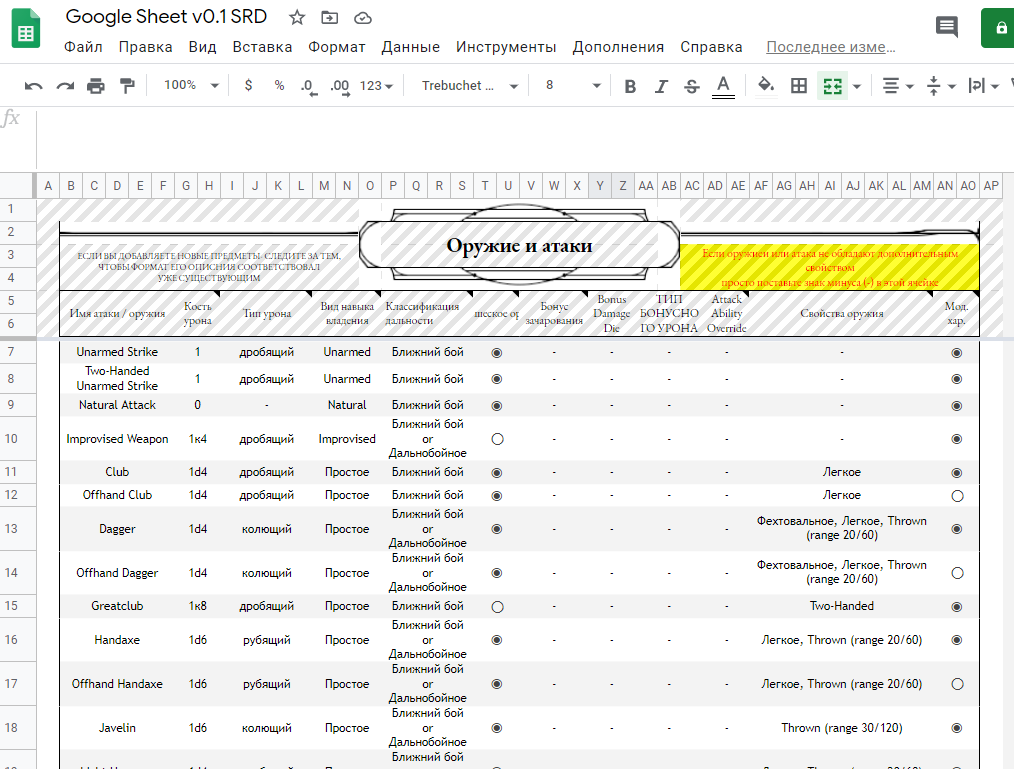 Google Sheet v0.1 SRD
Файл Правка Вид Вставка Формат Данные Инструменты Дополнения Справка Последнее изме...
100% $ % .0 .00 123 Trebuchet ... 8 B I S A
fx
A B C D E F G H I J K L M N O P Q R S T U V W X Y Z AA AB AC AD AE AF AG AH AI AJ AK AL AM AN AO AP
1
2
Оружие и атаки
3
4
ЕСЛИ ВЫ ДОБАВЛЯЕТЕ НОВЫЕ ПРЕДМЕТЫ СЛЕДИТЕ ЗА ТЕМ,
ЧТОБЫ ФОРМАТ ЕГО ОПИСНИЯ СООТВЕТСТВОВАЛ
УЖЕ СУЩЕСТВУЮЩИМ
Если оружиеи или атака не обладают дополнительным
свойством
просто поставьте знак минуса (-) в этой ячейке
5
6
Имя атаки / оружия
Кость
урона
Тип урона
Вид навыка
владения
Классификация
дальности
шеское ор
Бонус
зачарования
Bonus
Damage
Die
ТИП
БОНУСНО
ГО УРОНА
Attack
Ability
Override
Свойства оружия
Мод.
хар.
7 Unarmed Strike 1 дробящий Unarmed Ближний бой - - - - -
8 Two-Handed
Unarmed Strike 1 дробящий Unarmed Ближний бой - - - - -
9 Natural Attack 0 - Natural Ближний бой - - - - -
10 Improvised Weapon 1к4 дробящий Improvised Ближний бой
or
Дальнобойное - - - - -
11 Club 1d4 дробящий Простое Ближний бой - - - - Легкое
12 Offhand Club 1d4 дробящий Простое Ближний бой - - - - Легкое
13 Dagger 1d4 колющий Простое Ближний бой
or
Дальнобойное - - - - Фехтовальное, Легкое, Thrown
(range 20/60)
14 Offhand Dagger 1d4 колющий Простое Ближний бой
or
Дальнобойное - - - - Фехтовальное, Легкое, Thrown
(range 20/60)
15 Greatclub 1к8 дробящий Простое Ближний бой - - - - Two-Handed
16 Handaxe 1d6 рубящий Простое Ближний бой
or
Дальнобойное - - - - Легкое, Thrown (range 20/60)
17 Offhand Handaxe 1d6 рубящий Простое Ближний бой
or
Дальнобойное - - - - Легкое, Thrown (range 20/60)
18 Javelin 1d6 колющий Простое Ближний бой
or
Дальнобойное - - - - Thrown (range 30/120)
Ближний бой